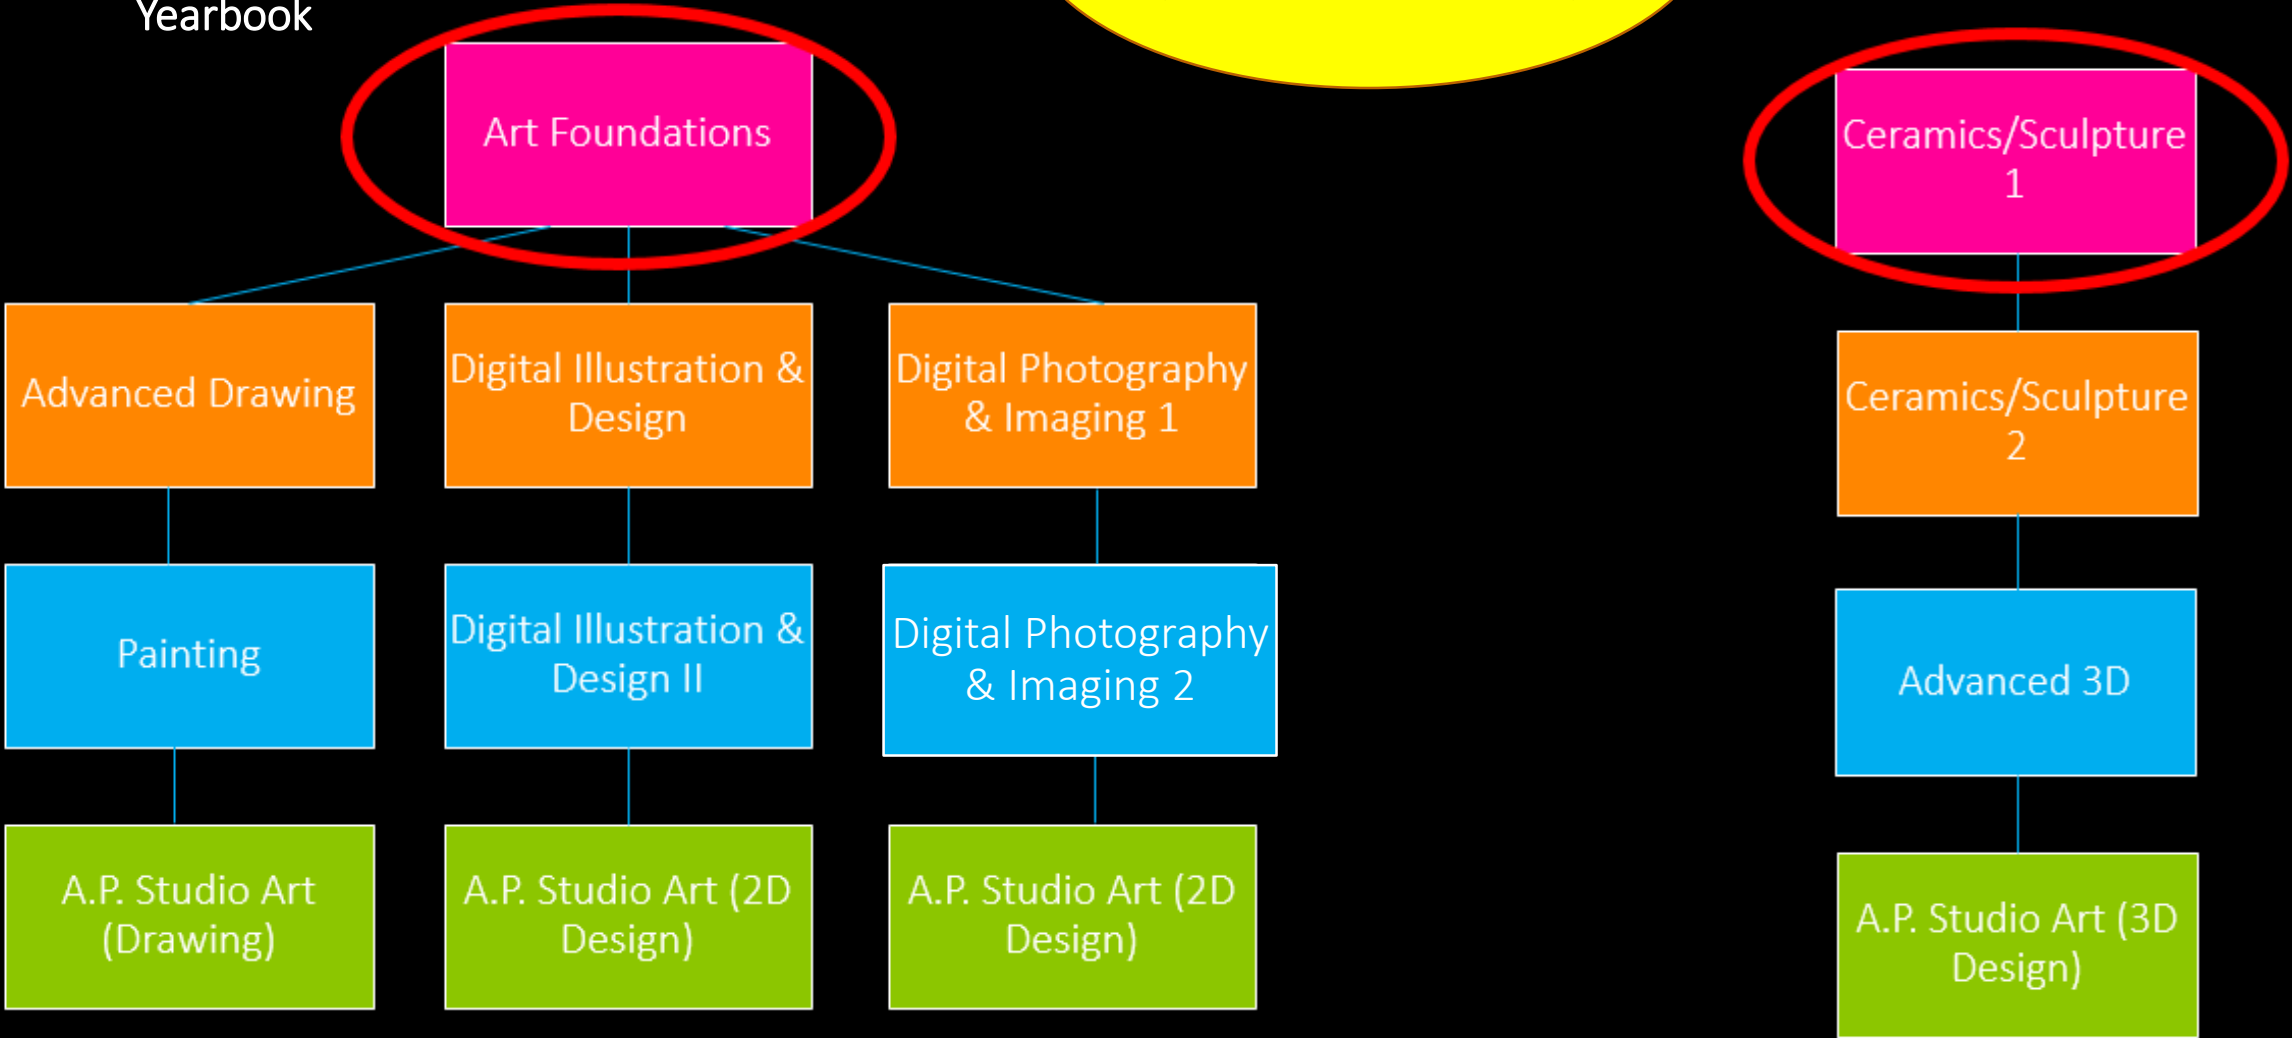 Yearbook
Art Foundations
Ceramics/Sculpture
1
Advanced Drawing
Digital Illustration &
Design
Digital Photography
& Imaging 1
Ceramics/Sculpture
2
Painting
Digital Illustration &
Design II
Digital Photography
& Imaging 2
Advanced 3D
A.P. Studio Art
(Drawing)
A.P. Studio Art (2D
Design)
A.P. Studio Art (2D
Design)
A.P. Studio Art (3D
Design)